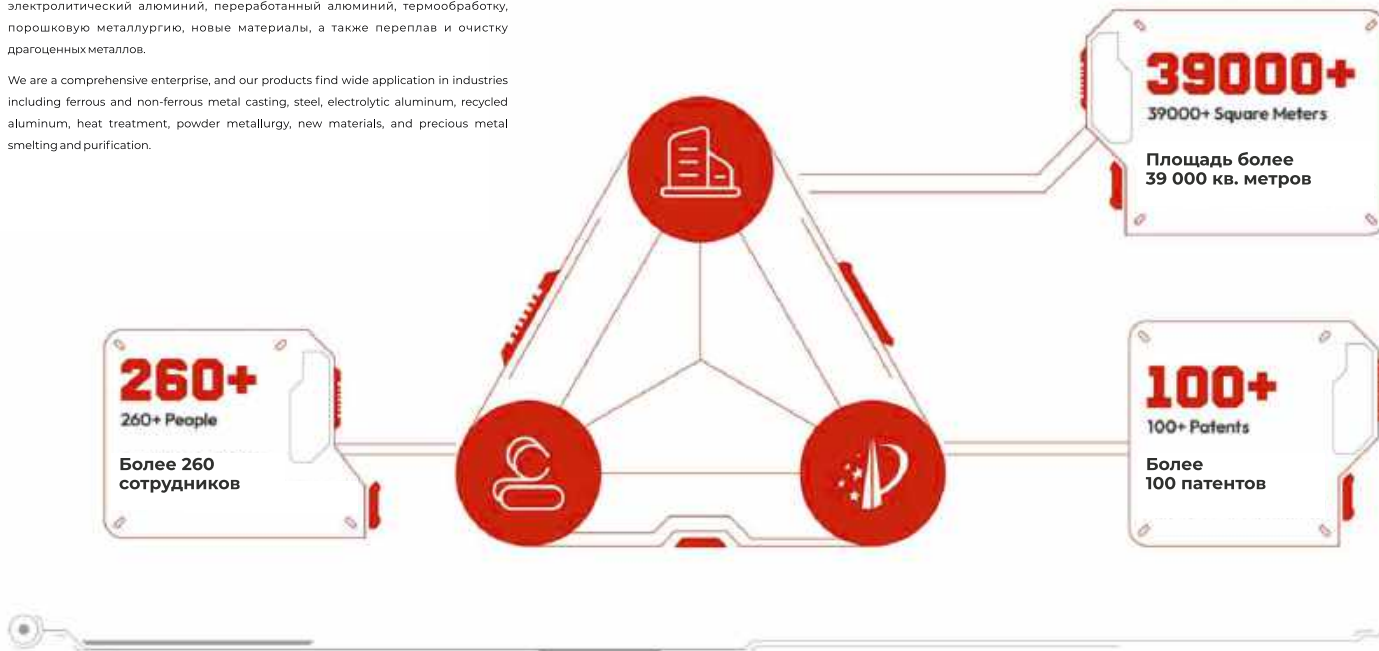 электролитический алюминий, переработанный алюминий, термообработку,
порошковую металлургию, новые материалы, а также переплав и очистку
драгоценных металлов.
We are a comprehensive enterprise, and our products find wide application in industries
including ferrous and non-ferrous metal casting, steel, electrolytic aluminum, recycled
aluminum, heat treatment, powder metallurgy, new materials, and precious metal
smelting and purification.
39000+
39000+ Square Meters
Площадь более
39 000 кв. метров
260+
260+ People
Более 260
сотрудников
100+
100+ Patents
Более
100 патентов